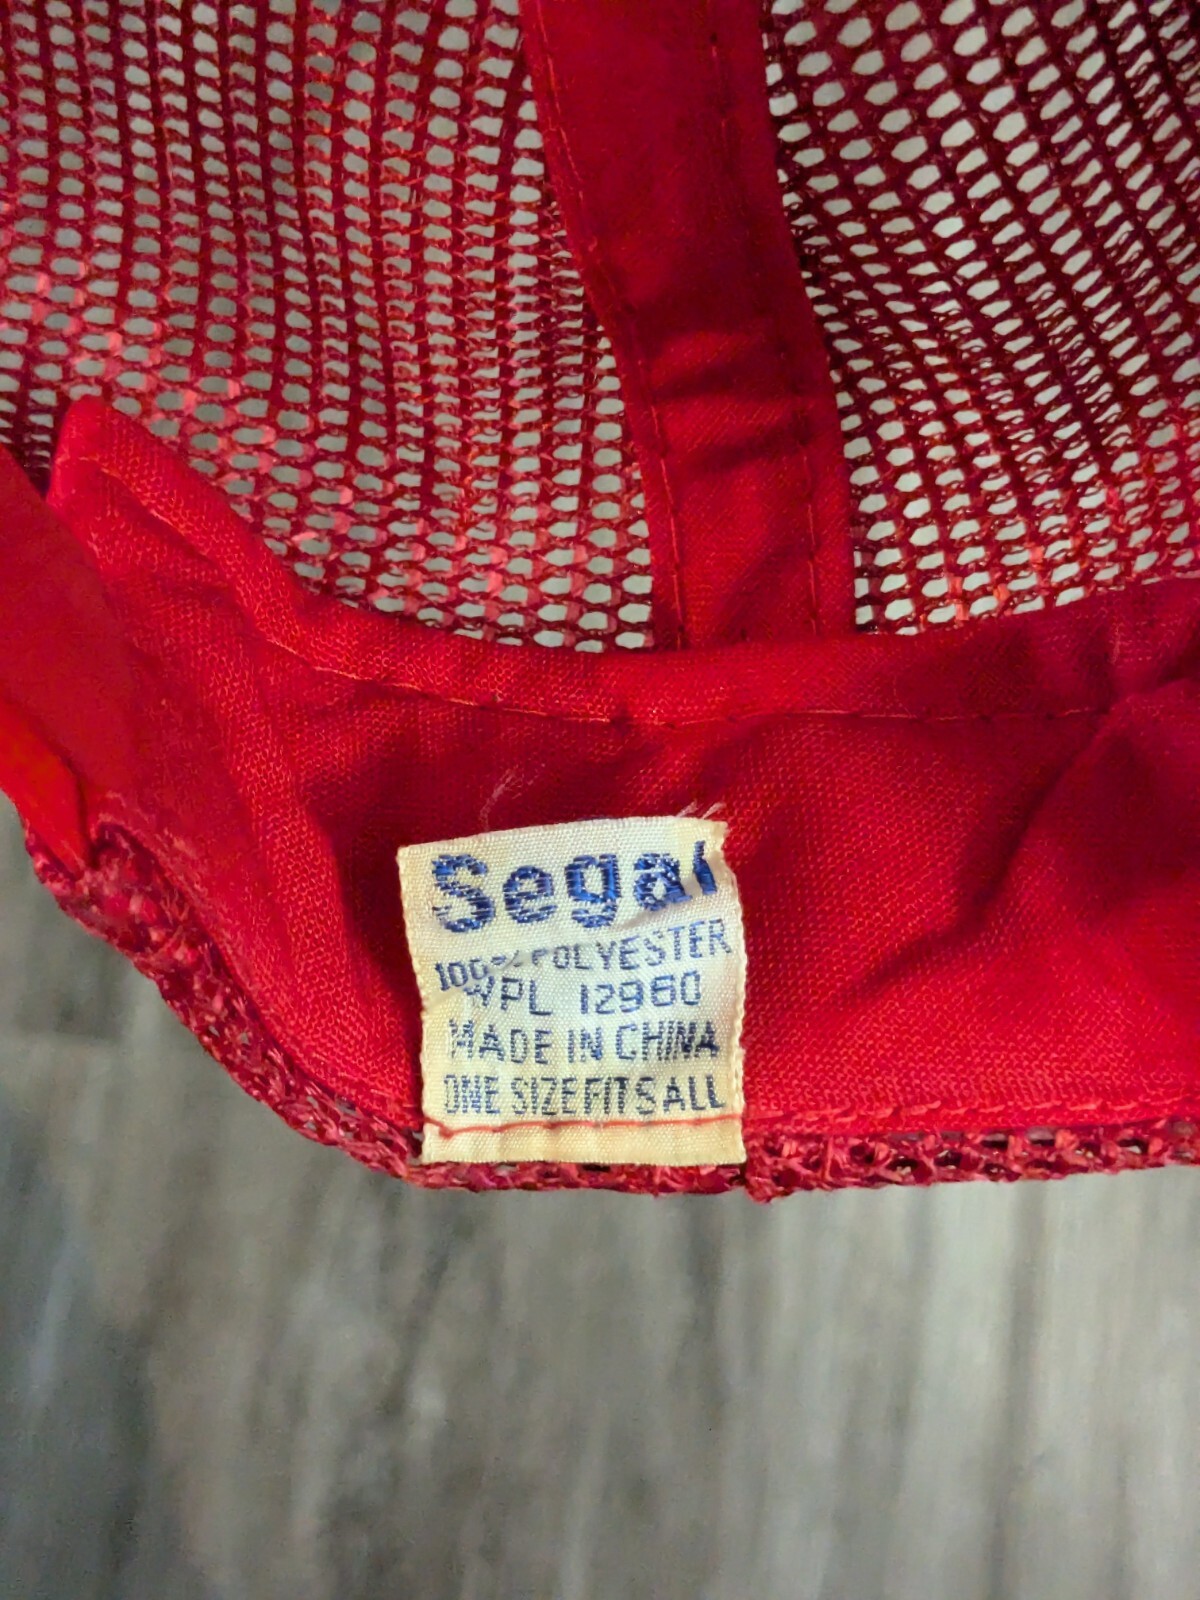 Segal
100% POLYESTER
WPL 12960
MADE IN CHINA
ONE SIZE FITS ALL